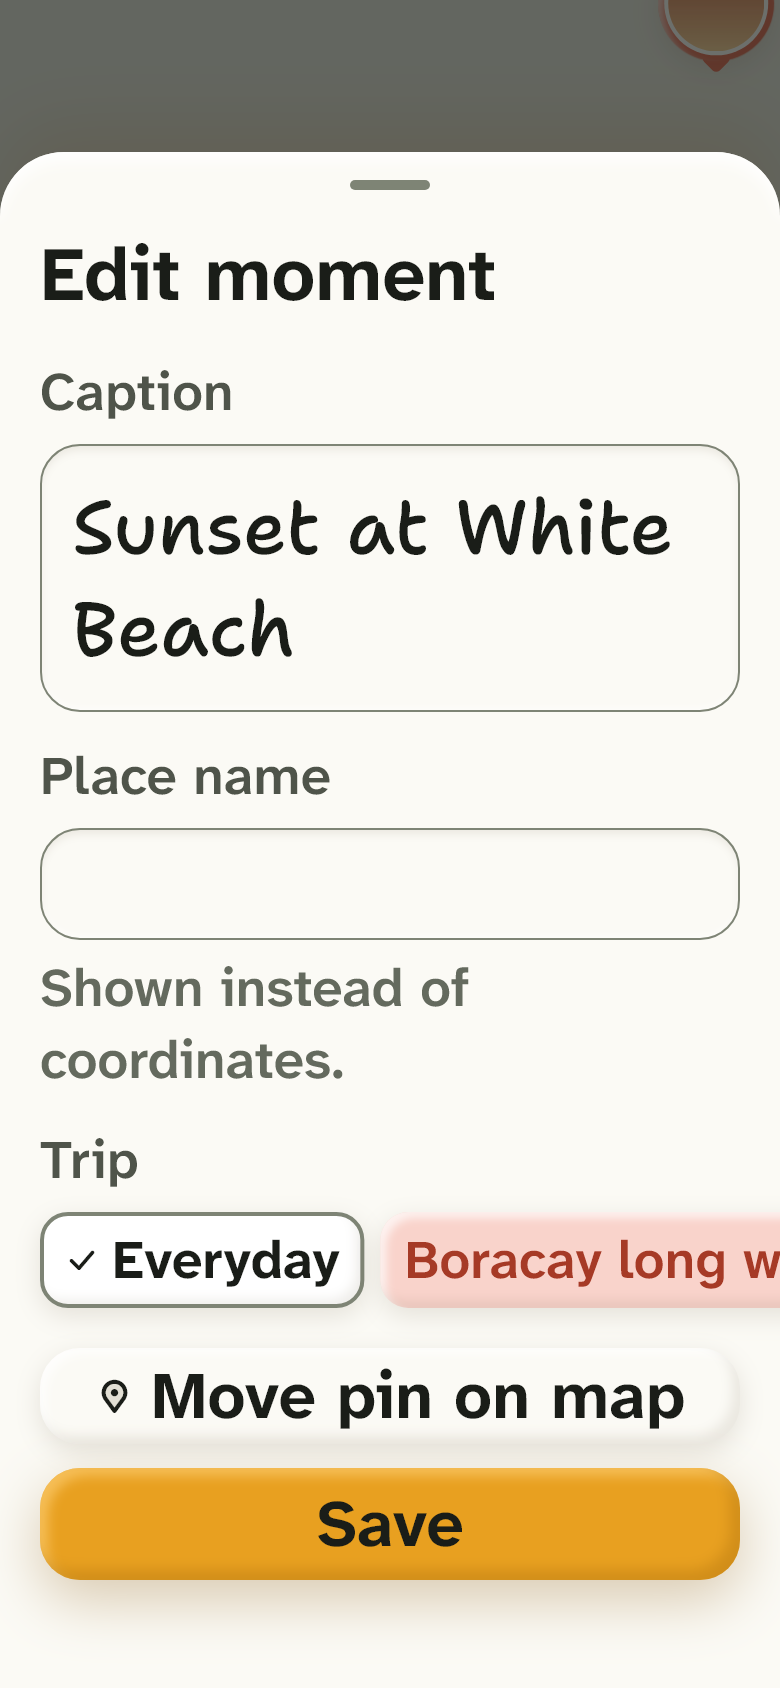 Edit moment
Caption
Sunset at White
Beach
Place name
Shown instead of
coordinates.
Trip
Everyday
Boracay long w
Move pin on map
Save